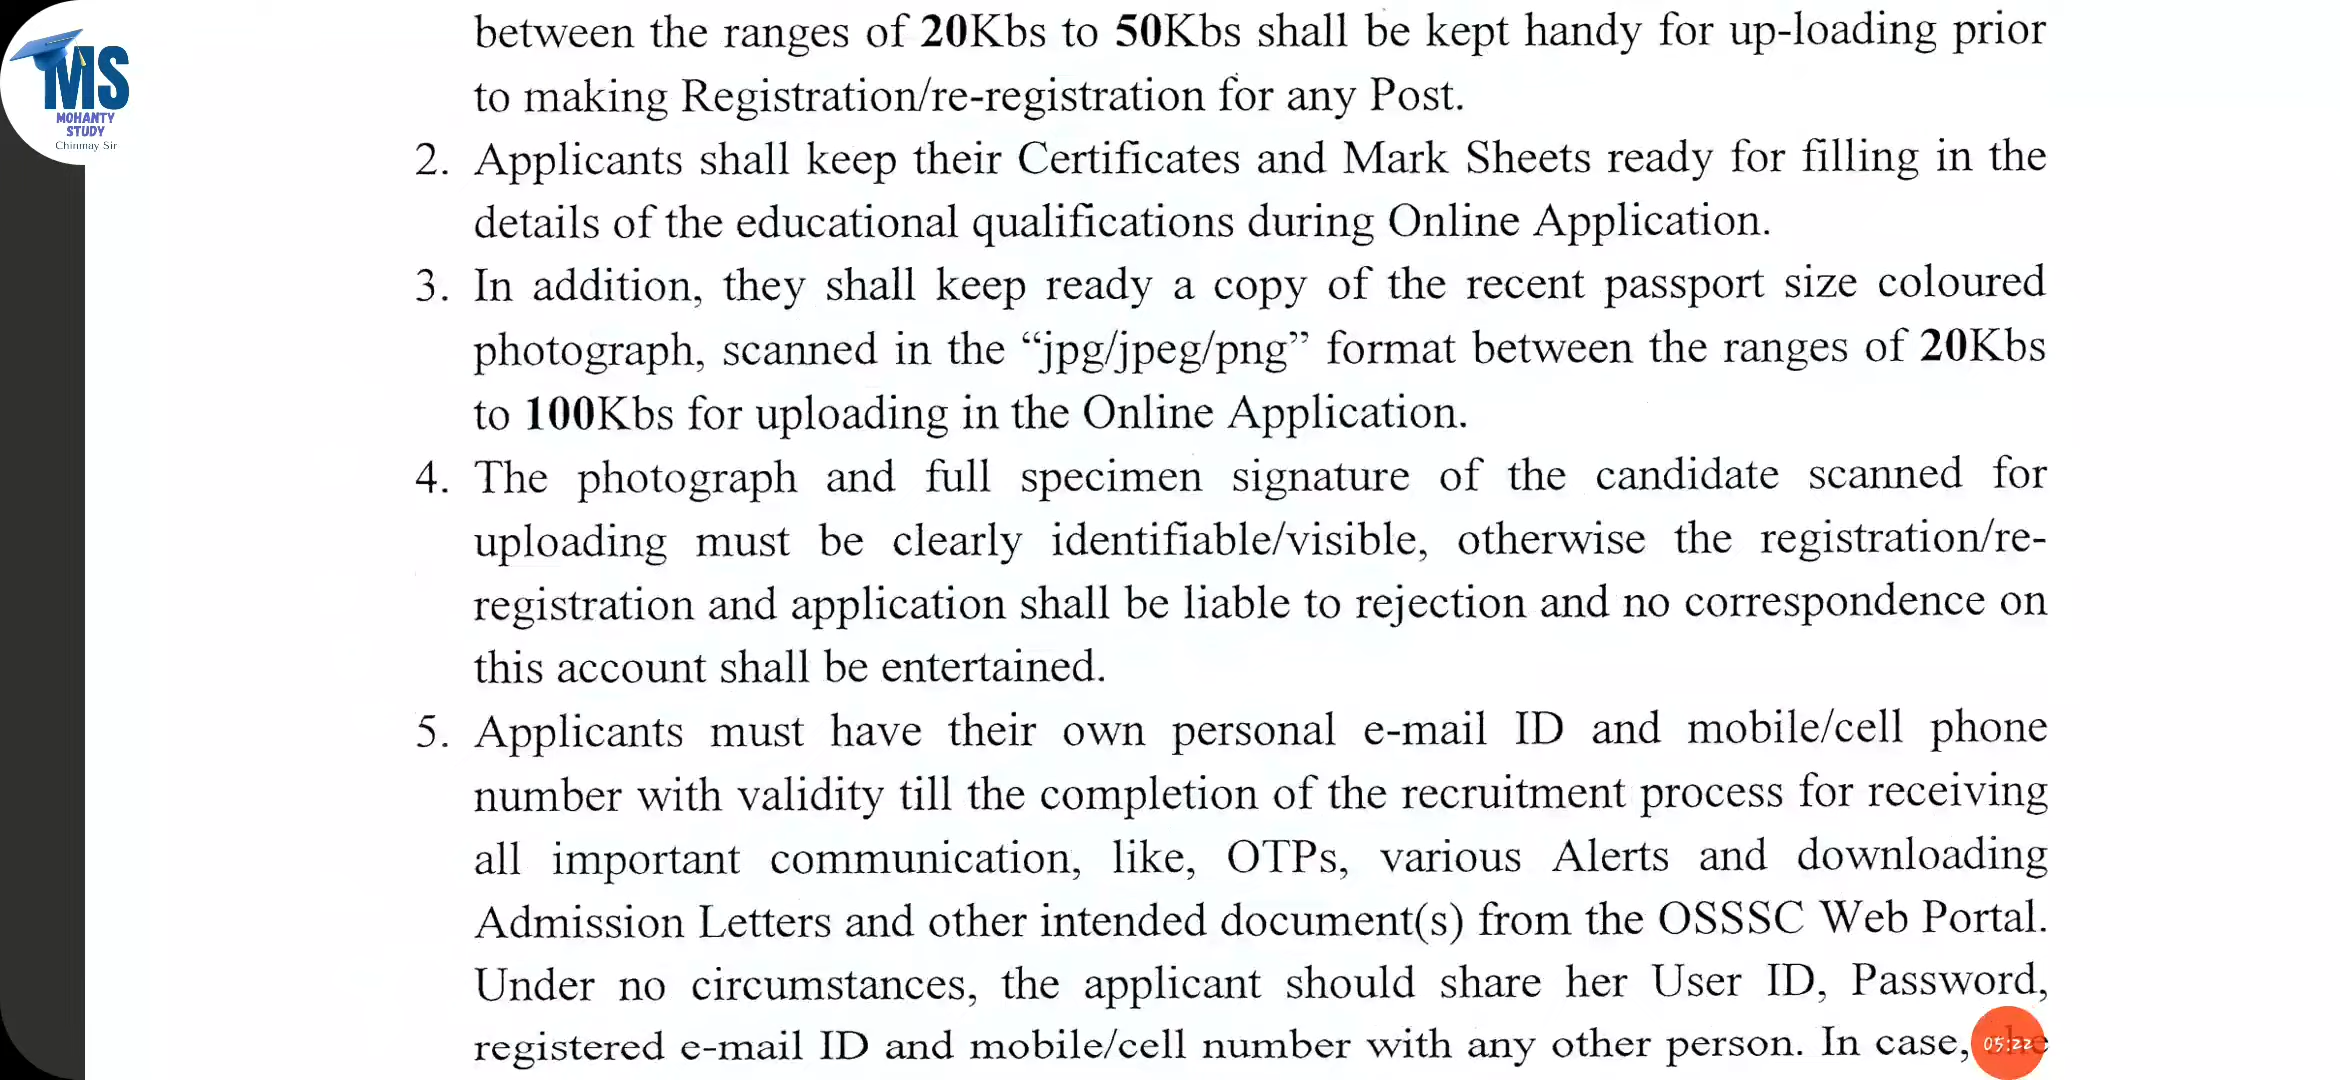 MS
MOHANTY
STUDY
Chinmay Sir
between the ranges of 20Kbs to 50Kbs shall be kept handy for up-loading prior
to making Registration/re-registration for any Post.
2. Applicants shall keep their Certificates and Mark Sheets ready for filling in the
details of the educational qualifications during Online Application.
3. In addition, they shall keep ready a copy of the recent passport size coloured
photograph, scanned in the “jpg/jpeg/png” format between the ranges of 20Kbs
to 100Kbs for uploading in the Online Application.
4. The photograph and full specimen signature of the candidate scanned for
uploading must be clearly identifiable/visible, otherwise the registration/re-
registration and application shall be liable to rejection and no correspondence on
this account shall be entertained.
5. Applicants must have their own personal e-mail ID and mobile/cell phone
number with validity till the completion of the recruitment process for receiving
all important communication, like, OTPs, various Alerts and downloading
Admission Letters and other intended document(s) from the OSSSC Web Portal.
Under no circumstances, the applicant should share her User ID, Password,
registered e-mail ID and mobile/cell number with any other person. In case,
05:22